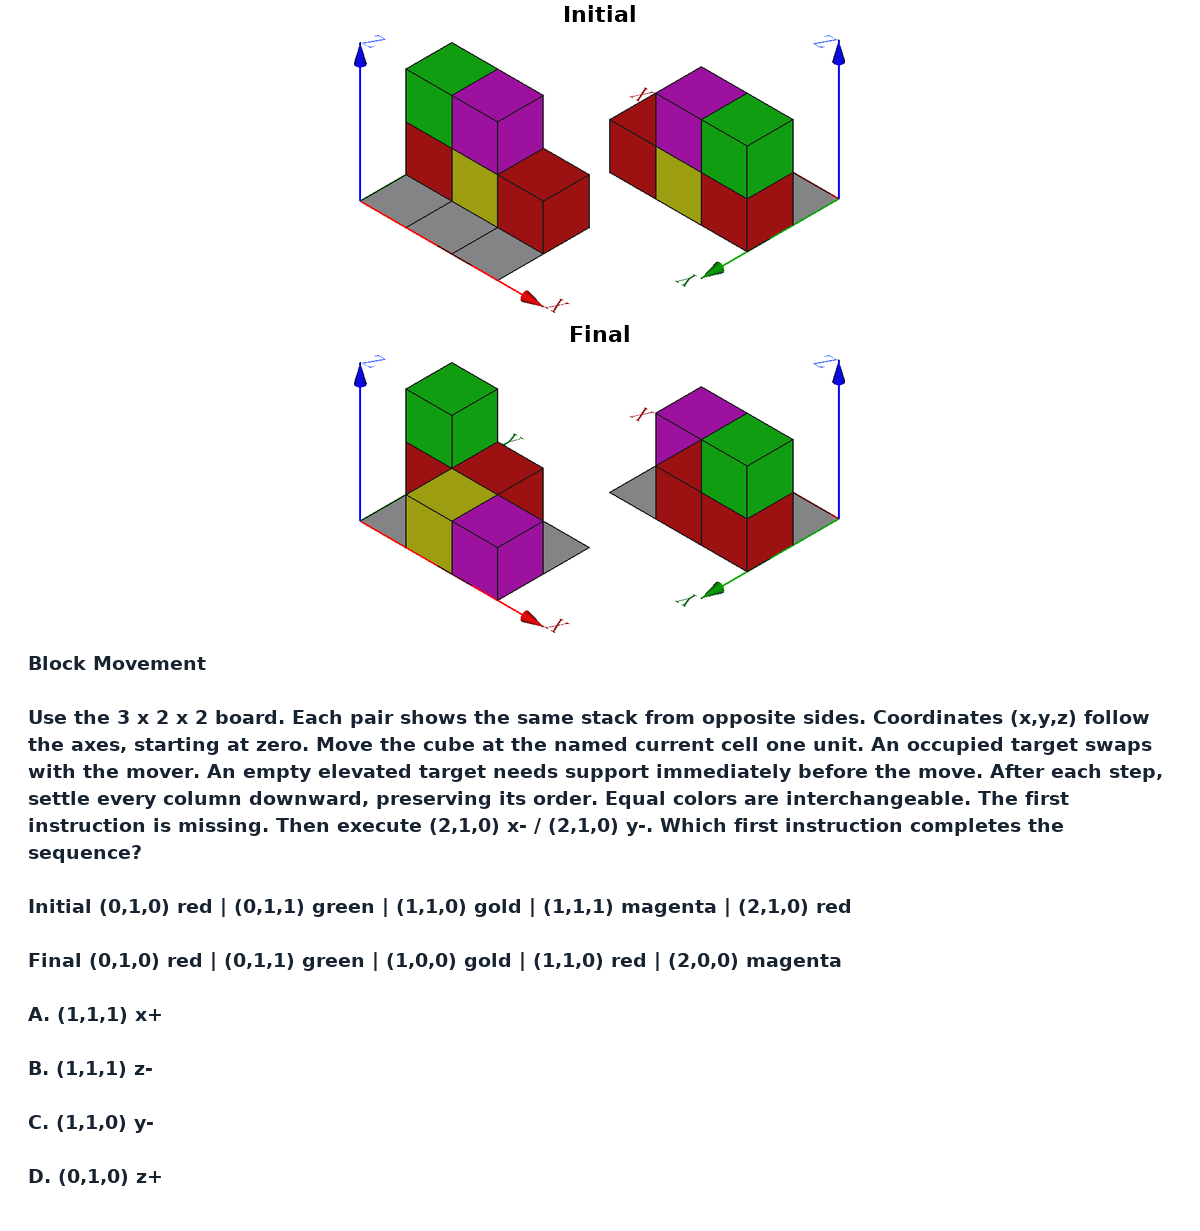 Initial
Z
Z
X
Y
X
Final
Z
Z
X
Y
Y
X
Block Movement
Use the 3 x 2 x 2 board. Each pair shows the same stack from opposite sides. Coordinates (x,y,z) follow
the axes, starting at zero. Move the cube at the named current cell one unit. An occupied target swaps
with the mover. An empty elevated target needs support immediately before the move. After each step,
settle every column downward, preserving its order. Equal colors are interchangeable. The first
instruction is missing. Then execute (2,1,0) x- / (2,1,0) y-. Which first instruction completes the
sequence?
Initial (0,1,0) red | (0,1,1) green | (1,1,0) gold | (1,1,1) magenta | (2,1,0) red
Final (0,1,0) red | (0,1,1) green | (1,0,0) gold | (1,1,0) red | (2,0,0) magenta
A. (1,1,1) x+
B. (1,1,1) z-
C. (1,1,0) y-
D. (0,1,0) z+